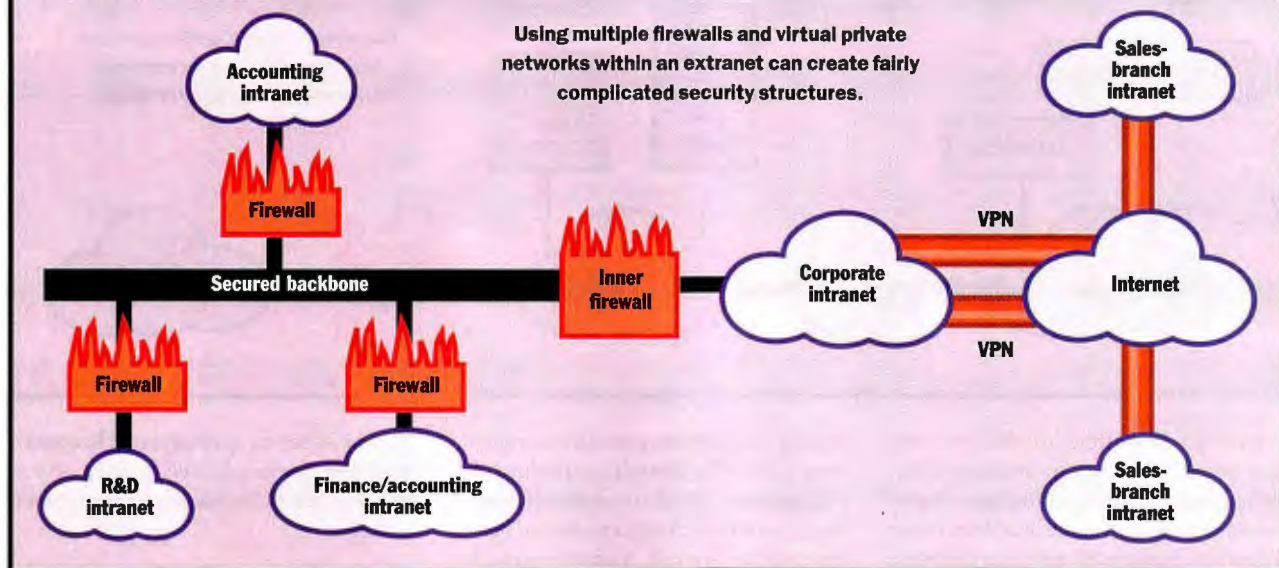 Using multiple firewalls and virtual private
networks within an extranet can create fairly
complicated security structures.
Accounting
intranet
Sales-
branch
intranet
Firewall
VPN
Secured backbone
Inner
firewall
Corporate
intranet
Internet
VPN
Firewall
Firewall
R&D
intranet
Finance/accounting
intranet
Sales-
branch
intranet